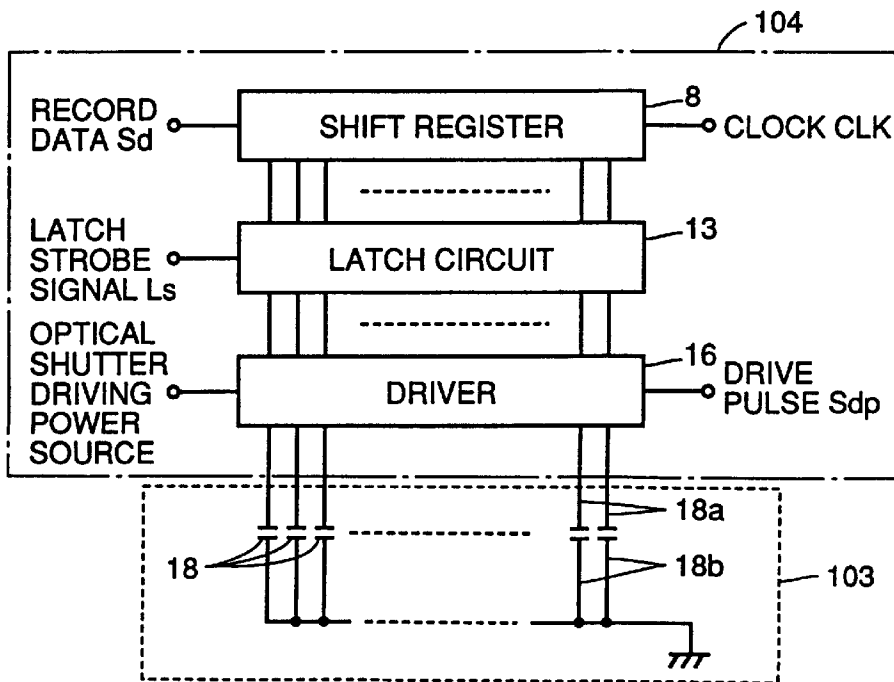 104
RECORD
DATA Sd
SHIFT REGISTER
8
CLOCK CLK
LATCH
STROBE
SIGNAL Ls
LATCH CIRCUIT
13
OPTICAL
SHUTTER
DRIVING
POWER
SOURCE
DRIVER
16
DRIVE
PULSE Sdp
18
18a
18b
103